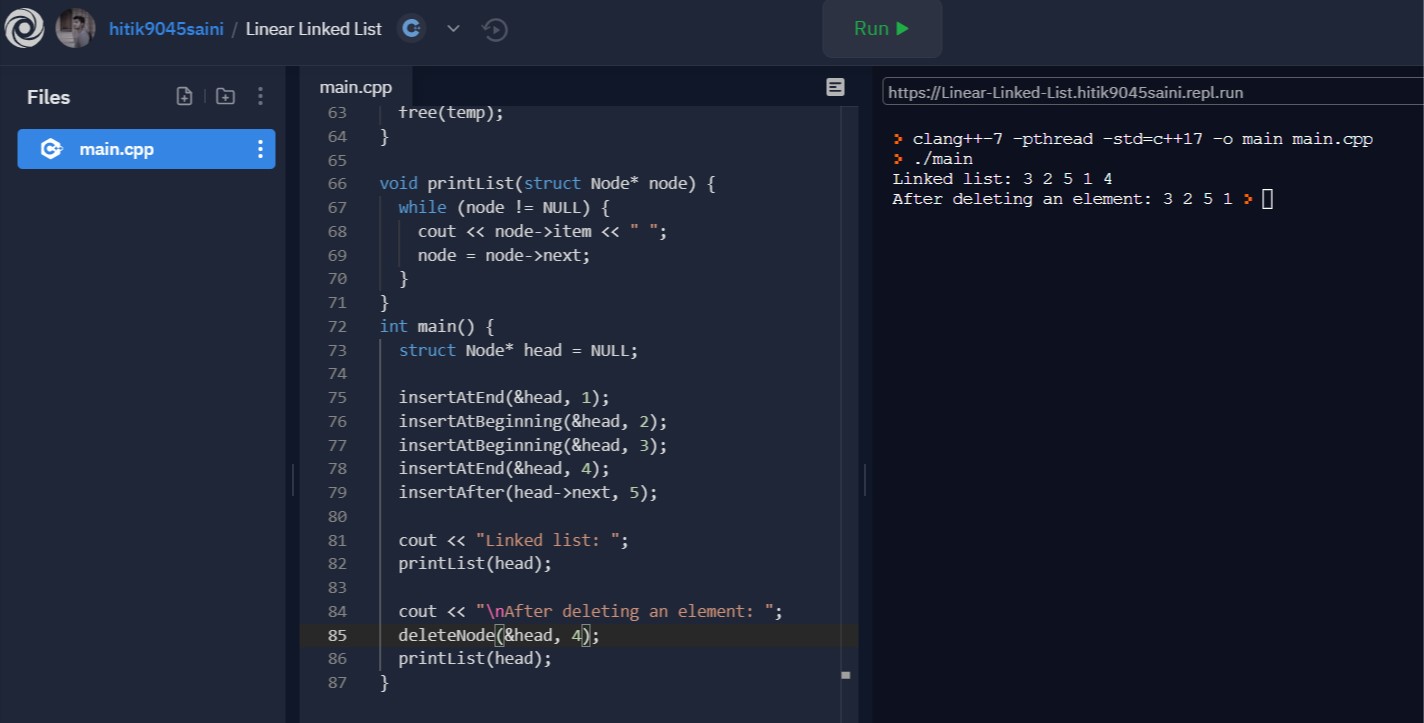 hitik9045saini / Linear Linked List
Run
Files
main.cpp
main.cpp
63 free(temp);
64 }
65
66 void printList(struct Node* node) {
67 while (node != NULL) {
68 cout << node->item << " ";
69 node = node->next;
70 }
71 }
72 int main() {
73 struct Node* head = NULL;
74
75 insertAtEnd(&head, 1);
76 insertAtBeginning(&head, 2);
77 insertAtBeginning(&head, 3);
78 insertAtEnd(&head, 4);
79 insertAfter(head->next, 5);
80
81 cout << "Linked list: ";
82 printList(head);
83
84 cout << "\nAfter deleting an element: ";
85 deleteNode(&head, 4);
86 printList(head);
87 }
https://Linear-Linked-List.hitik9045saini.repl.run
> clang++-7 -pthread -std=c++17 -o main main.cpp
> ./main
Linked list: 3 2 5 1 4
After deleting an element: 3 2 5 1 >